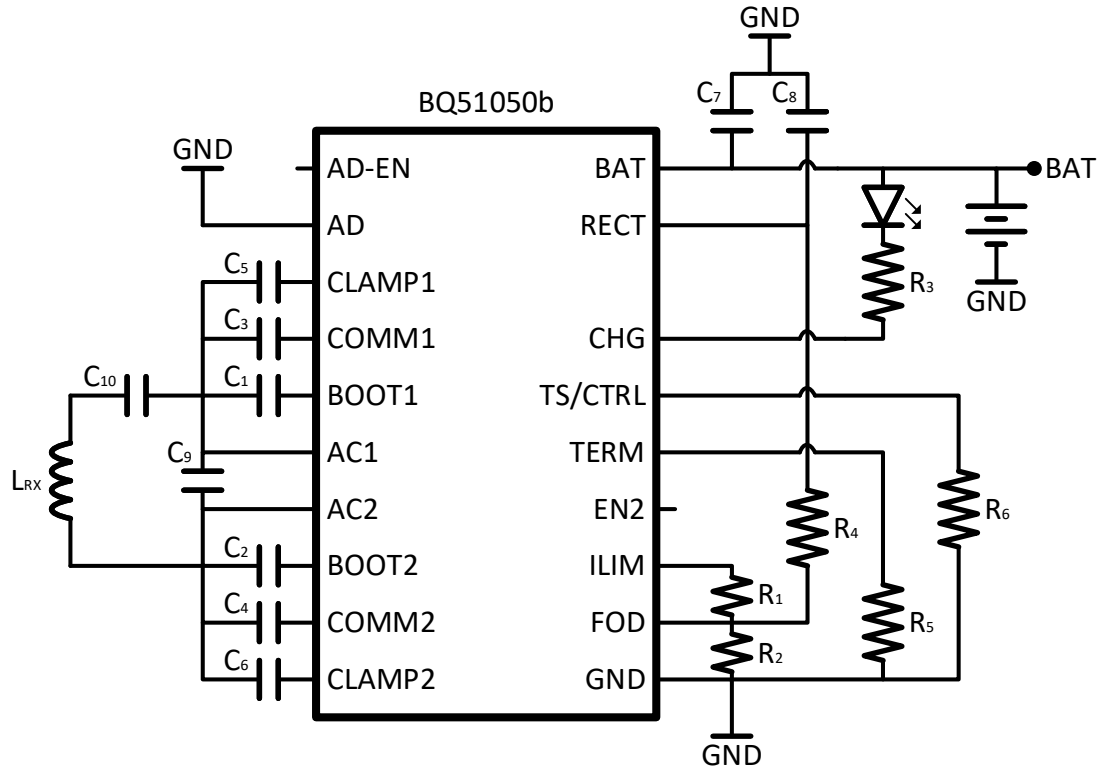 GND
C7 C8
BQ51050b
GND
AD-EN BAT BAT
AD RECT
C5 CLAMP1 R3 GND
C3 COMM1 CHG
C10 C1 BOOT1 TS/CTRL
LRX C9 AC1 TERM
AC2 EN2 R4 R6
C2 BOOT2 ILIM R1
C4 COMM2 FOD R5
C6 CLAMP2 GND R2
GND